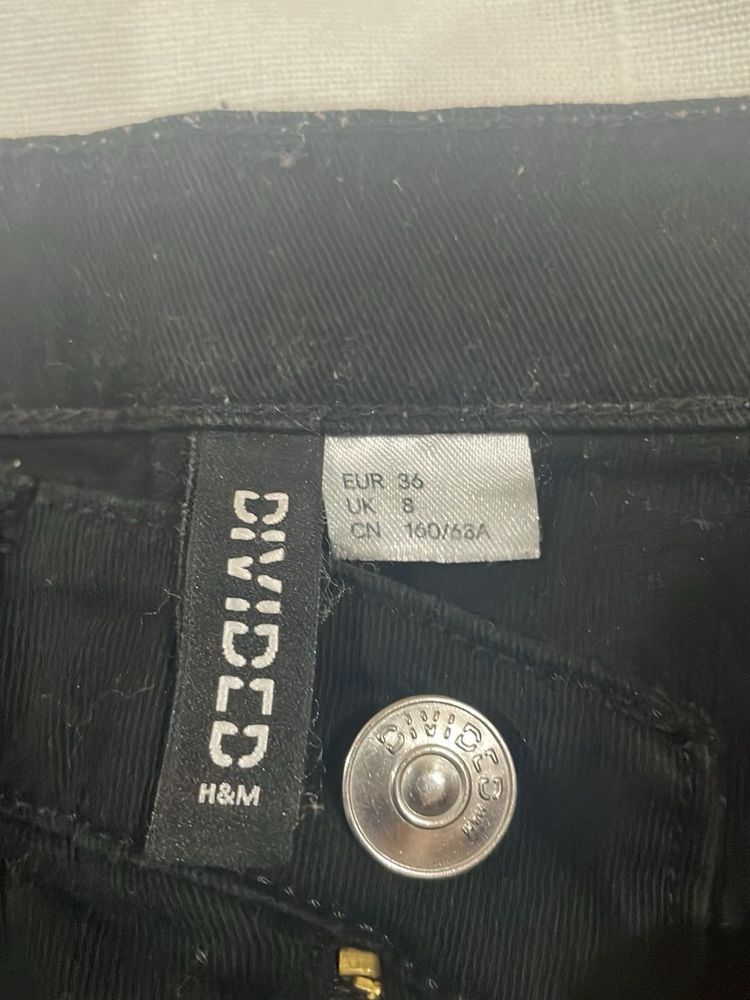 DIVIDED
H&M
EUR 36
UK 8
CN 160/68A
DIVIDED
H&M